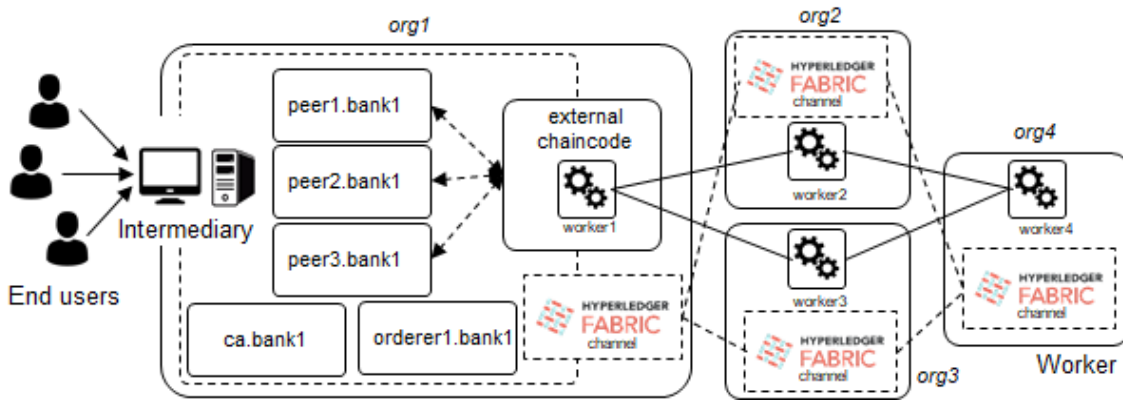 org1
org2
HYPERLEDGER
FABRIC
channel
peer1.bank1
external
chaincode
org4
peer2.bank1
worker2
Intermediary
worker1
worker4
peer3.bank1
worker3
End users
HYPERLEDGER
FABRIC
channel
HYPERLEDGER
FABRIC
channel
HYPERLEDGER
FABRIC
channel
ca.bank1
orderer1.bank1
Worker
org3